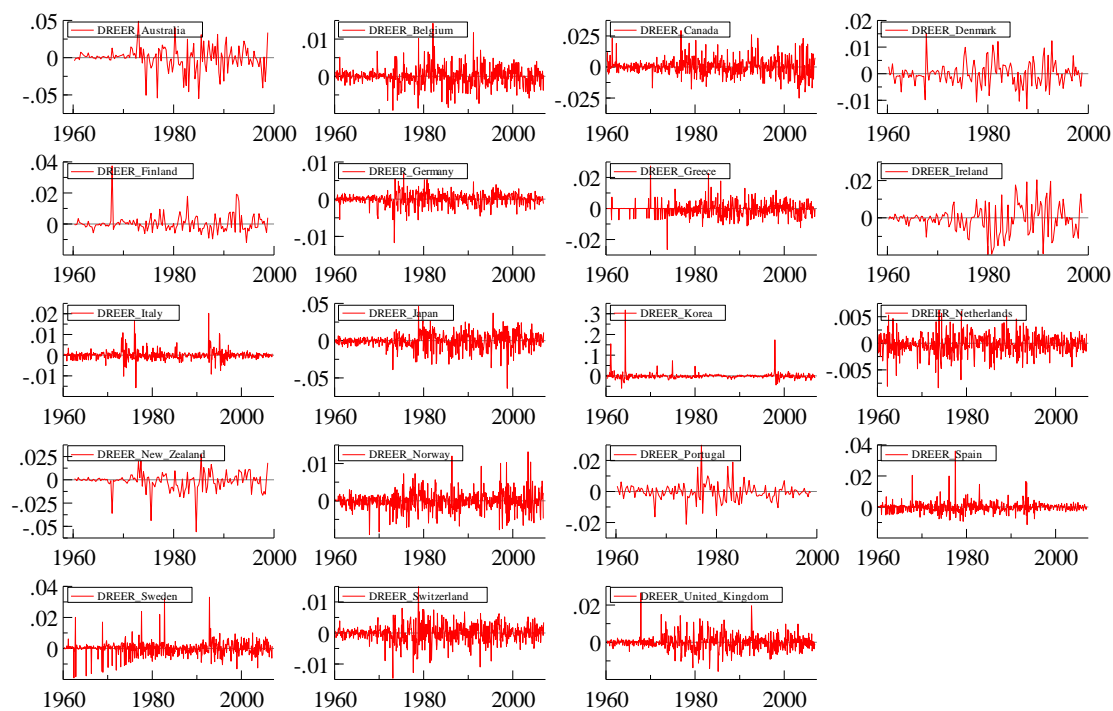 .05 DREER_Australia
0
-.05
1960 1980 2000
.01 DREER_Belgium
0
1960 1980 2000
.025 DREER_Canada
0
-.025
1960 1980 2000
.02 DREER_Denmark
0
-.01
1960 1980 2000
.04 DREER_Finland
.02
0
1960 1980 2000
.01 DREER_Germany
0
-.01
1960 1980 2000
DREER_Greece
.02
0
-.02
1960 1980 2000
DREER_Ireland
.02
0
-.02
1960 1980 2000
DREER_Italy
.02
.01
0
-.01
1960 1980 2000
.05 DREER_Japan
0
-.05
1960 1980 2000
DREER_Korea
.3
.2
.1
0
1960 1980 2000
DREER_Netherlands
.005
0
-.005
1960 1980 2000
DREER_New_Zealand
.025
0
-.025
-.05
1960 1980 2000
DREER_Norway
.01
0
1960 1980 2000
DREER_Portugal
.02
0
-.02
1960 1980 2000
.04 DREER_Spain
.02
0
1960 1980 2000
.04 DREER_Sweden
.02
0
1960 1980 2000
DREER_Switzerland
.01
0
-.01
1960 1980 2000
DREER_United_Kingdom
.02
0
1960 1980 2000